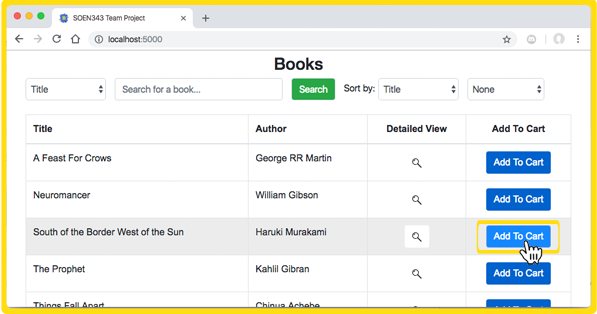 SOEN343 Team Project
localhost:5000
Books
Title Search for a book... Search Sort by: Title None
Title Author Detailed View Add To Cart
A Feast For Crows George RR Martin Add To Cart
Neuromancer William Gibson Add To Cart
South of the Border West of the Sun Haruki Murakami Add To Cart
The Prophet Kahlil Gibran Add To Cart
Things Fall Apart Chinua Achebe